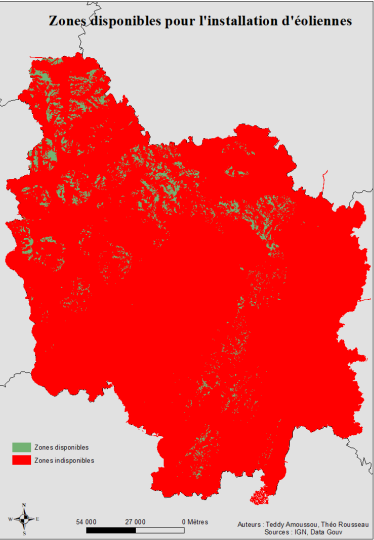 Zones disponibles pour l'installation d'éoliennes
Zones disponibles
Zones indisponibles
N
W E
S
54 000 27 000 0 Mètres
Auteurs : Teddy Amoussou, Théo Rousseau
Sources : IGN, Data Gouv